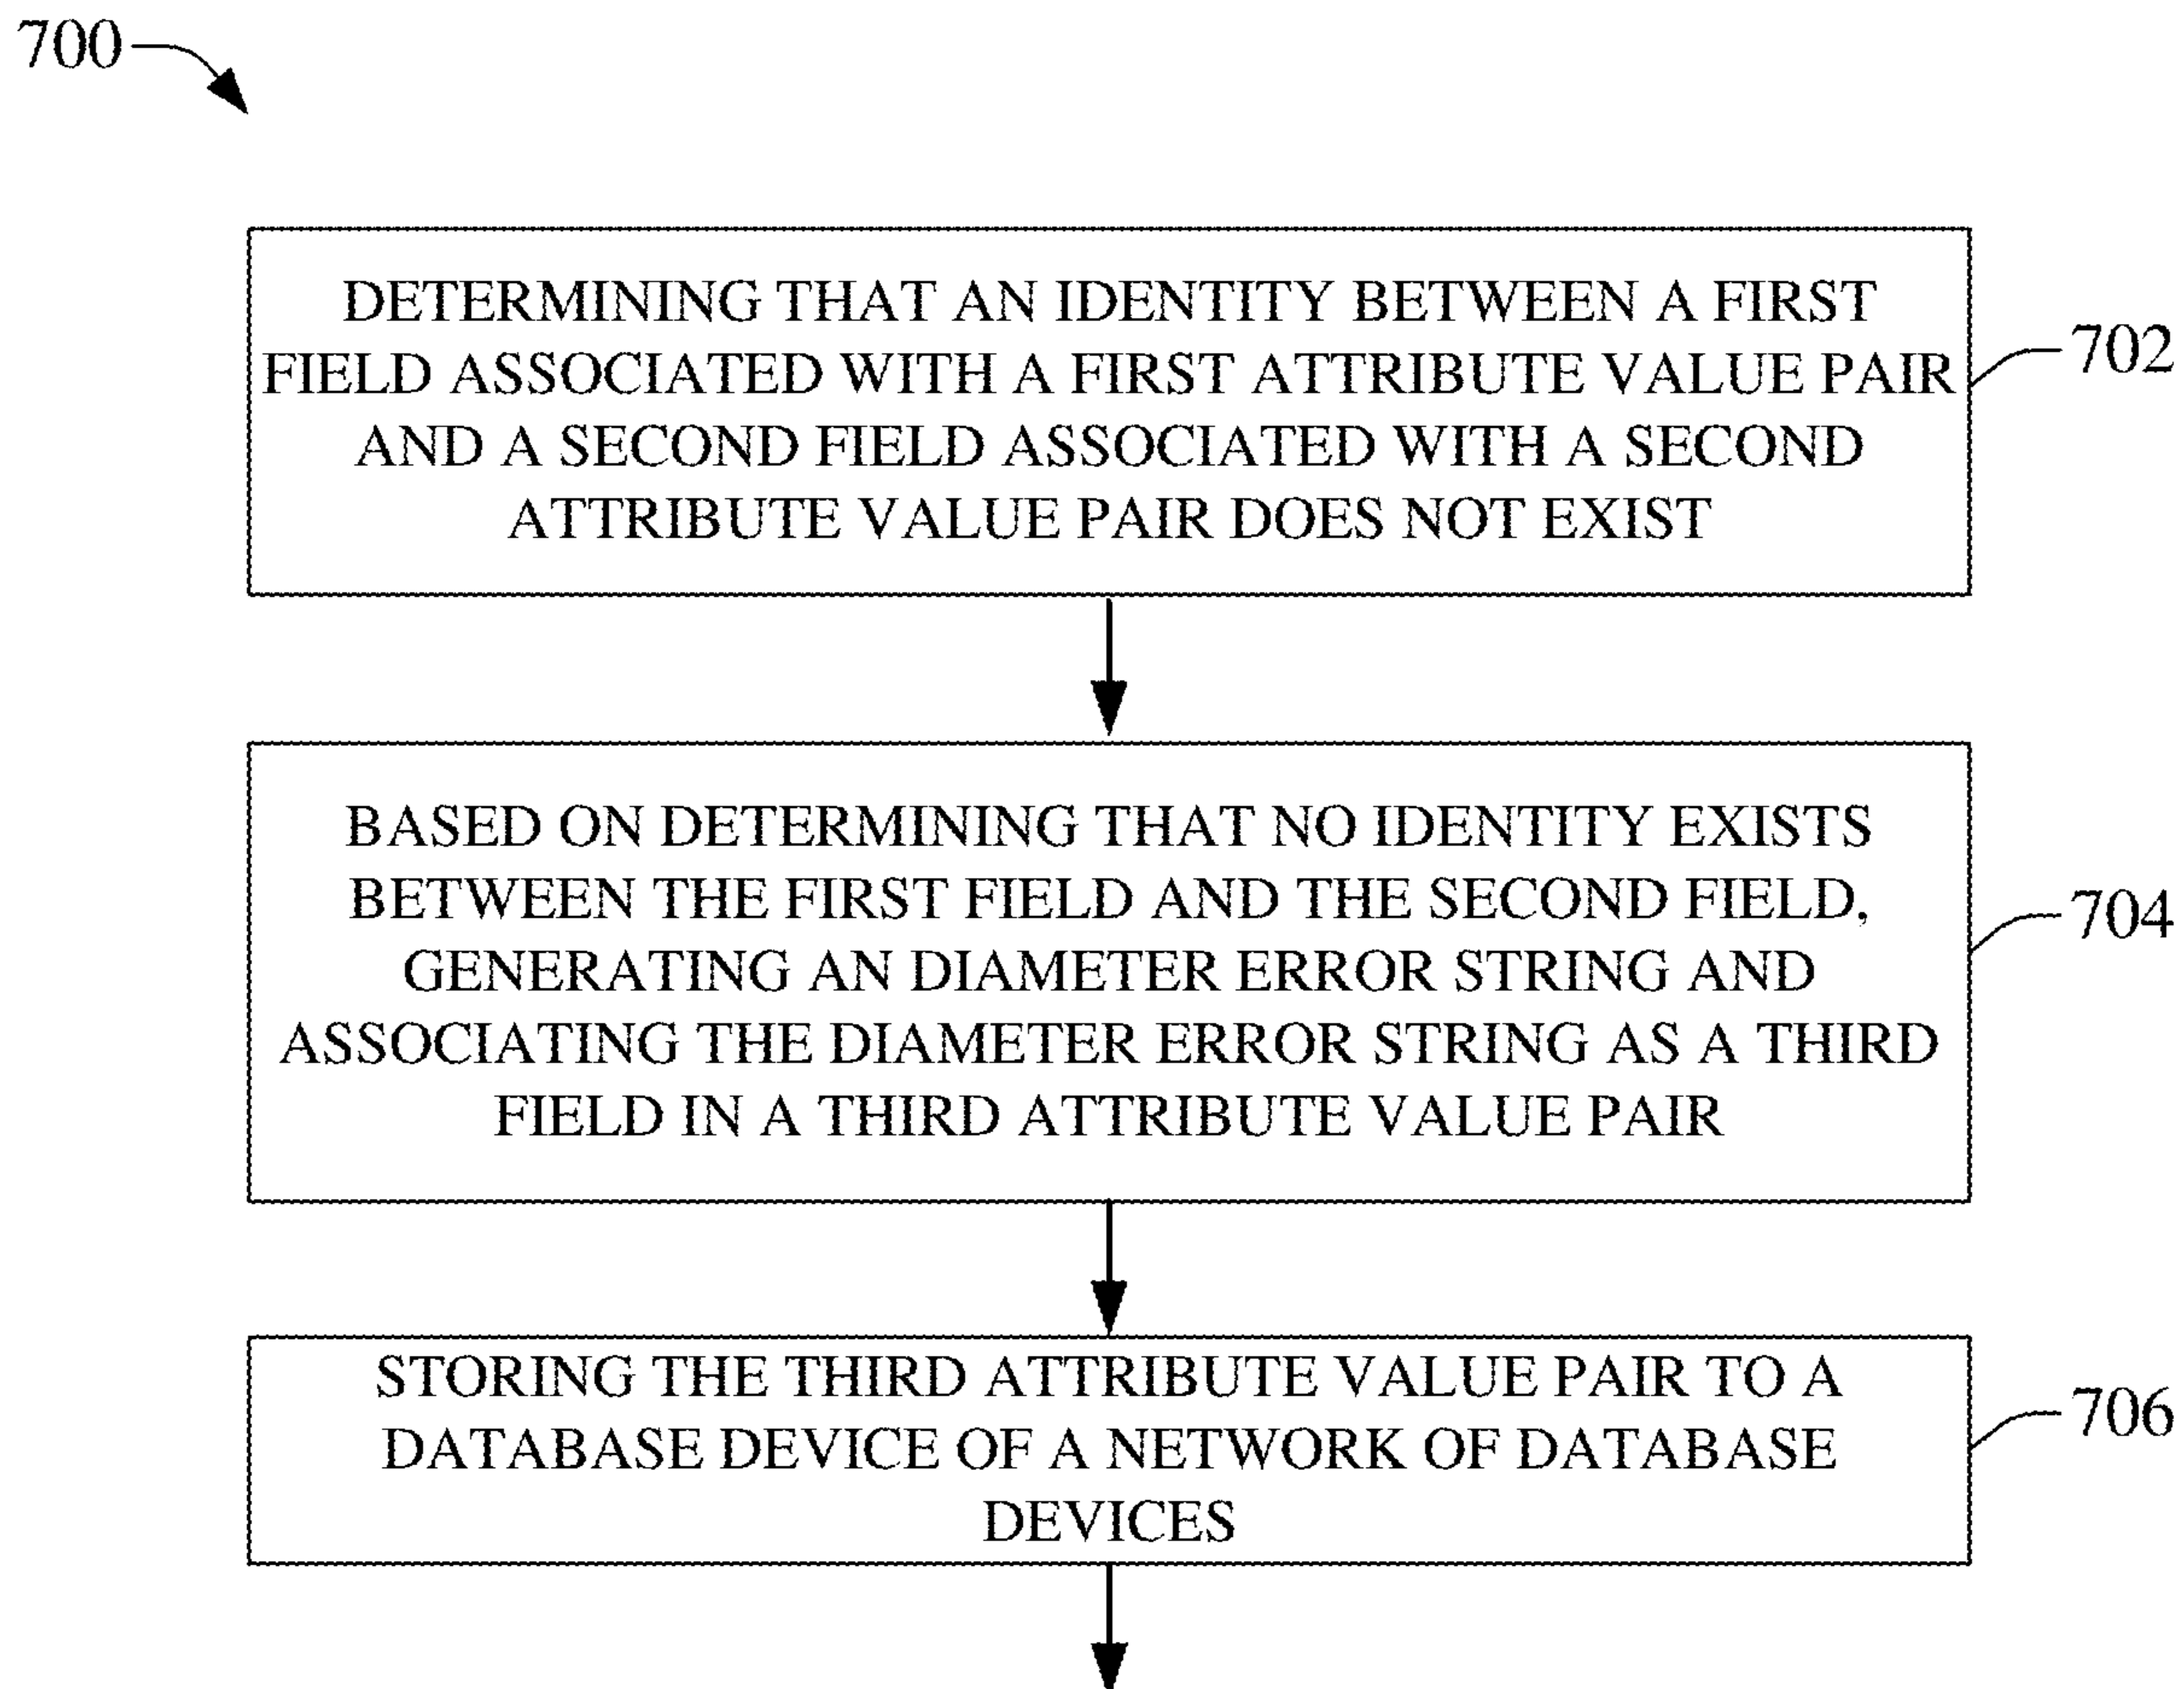 700
DETERMINING THAT AN IDENTITY BETWEEN A FIRST
FIELD ASSOCIATED WITH A FIRST ATTRIBUTE VALUE PAIR
AND A SECOND FIELD ASSOCIATED WITH A SECOND
ATTRIBUTE VALUE PAIR DOES NOT EXIST
702
BASED ON DETERMINING THAT NO IDENTITY EXISTS
BETWEEN THE FIRST FIELD AND THE SECOND FIELD,
GENERATING AN DIAMETER ERROR STRING AND
ASSOCIATING THE DIAMETER ERROR STRING AS A THIRD
FIELD IN A THIRD ATTRIBUTE VALUE PAIR
704
STORING THE THIRD ATTRIBUTE VALUE PAIR TO A
DATABASE DEVICE OF A NETWORK OF DATABASE
DEVICES
706